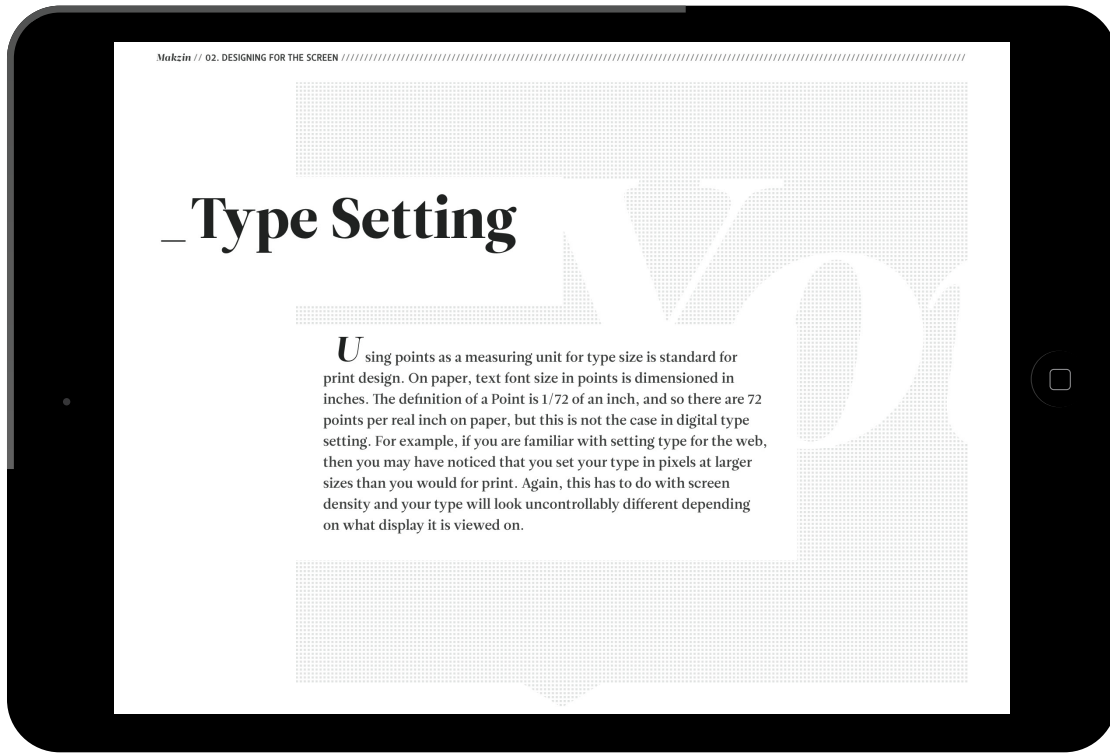 Makzin // 02. DESIGNING FOR THE SCREEN //////////////////////////////////////////////////////////////////////////////////////////////////////////////////////////////////////////
_Type Setting
You
Using points as a measuring unit for type size is standard for
print design. On paper, text font size in points is dimensioned in
inches. The definition of a Point is 1/72 of an inch, and so there are 72
points per real inch on paper, but this is not the case in digital type
setting. For example, if you are familiar with setting type for the web,
then you may have noticed that you set your type in pixels at larger
sizes than you would for print. Again, this has to do with screen
density and your type will look uncontrollably different depending
on what display it is viewed on.